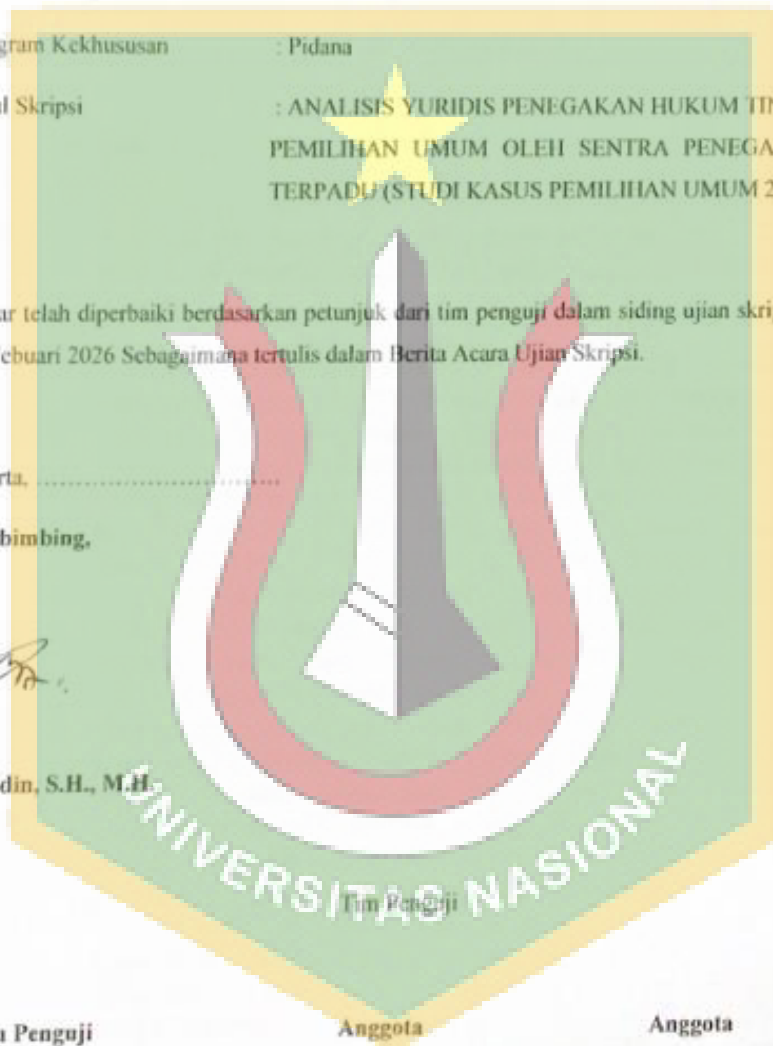 gram Kekhususan : Pidana
l Skripsi : ANALISIS YURIDIS PENEGAKAN HUKUM TIN
PEMILIHAN UMUM OLEH SENTRA PENEGA
TERPADU (STUDI KASUS PEMILIHAN UMUM 2
ar telah diperbaiki berdasarkan petunjuk dari tim penguji dalam siding ujian skrip
ebuari 2026 Sebagaimana tertulis dalam Berita Acara Ujian Skripsi.
rta, ................................
bimbing,
din, S.H., M.H.
UNIVERSITAS NASIONAL
Tim Penguji
a Penguji Anggota Anggota